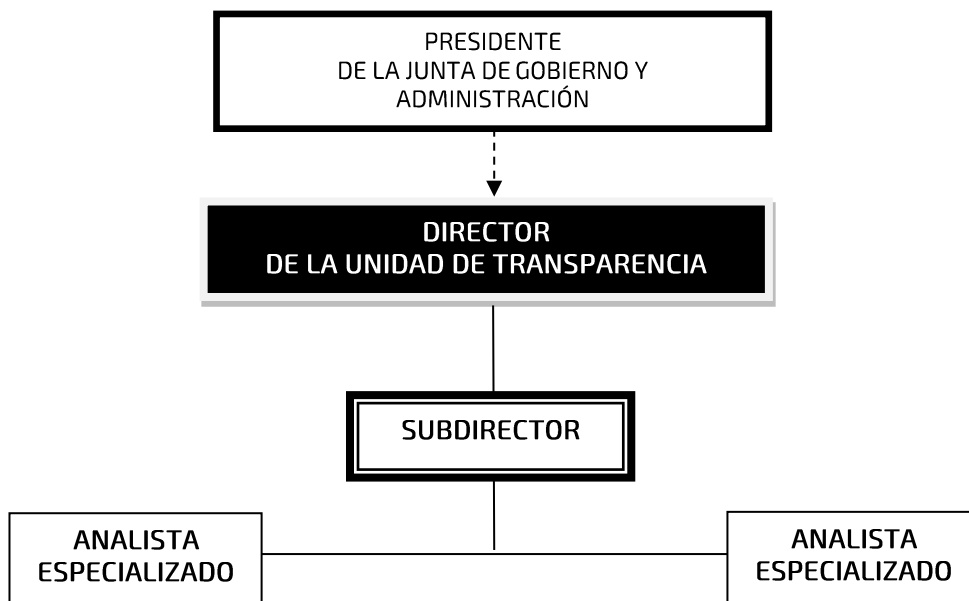 PRESIDENTE
DE LA JUNTA DE GOBIERNO Y
ADMINISTRACIÓN
DIRECTOR
DE LA UNIDAD DE TRANSPARENCIA
SUBDIRECTOR
ANALISTA
ESPECIALIZADO
ANALISTA
ESPECIALIZADO